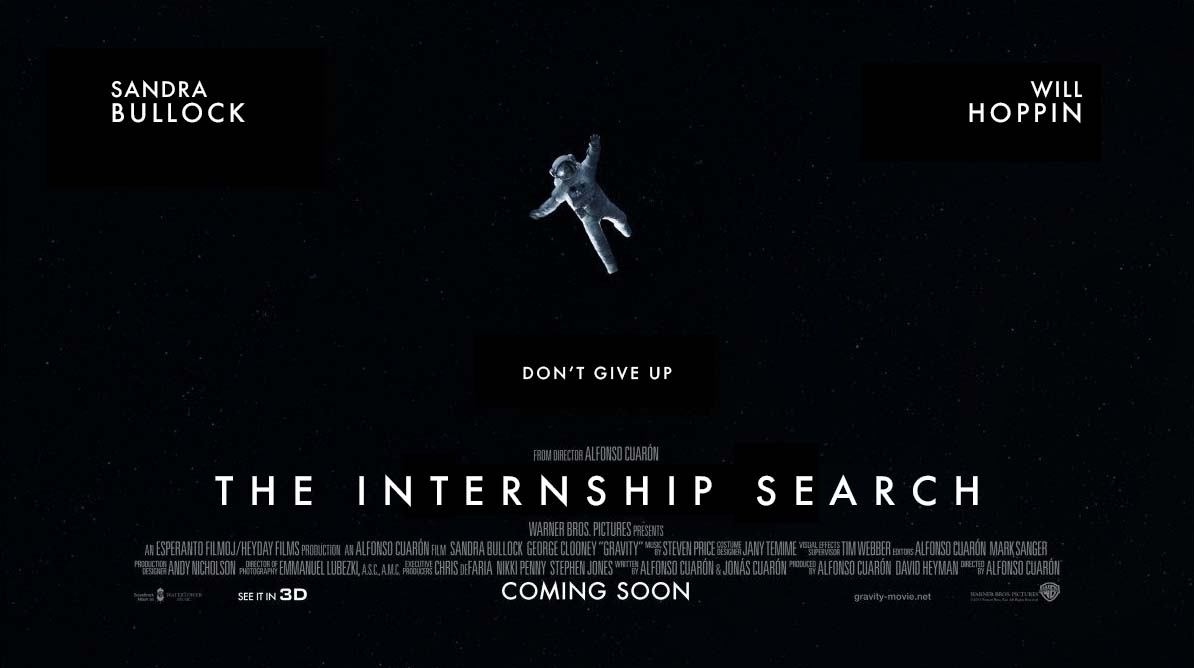 SANDRA
BULLOCK
WILL
HOPPIN
DON'T GIVE UP
FROM DIRECTOR ALFONSO CUARÓN
THE INTERNSHIP SEARCH
WARNER BROS. PICTURES PRESENTS
AN ESPERANTO FILMOJ/HEYDAY FILMS PRODUCTION AN ALFONSO CUARÓN FILM SANDRA BULLOCK GEORGE CLOONEY "GRAVITY" MUSIC BY STEVEN PRICE COSTUME DESIGNER JANY TEMIME VISUAL EFFECTS SUPERVISOR TIM WEBBER EDITORS ALFONSO CUARÓN MARK SANGER
PRODUCTION DESIGNER ANDY NICHOLSON DIRECTOR OF PHOTOGRAPHY EMMANUEL LUBEZKI, A.S.C., A.M.C. EXECUTIVE PRODUCERS CHRIS DEFARIA NIKKI PENNY STEPHEN JONES WRITTEN BY ALFONSO CUARÓN & JONÁS CUARÓN PRODUCED BY ALFONSO CUARÓN DAVID HEYMAN DIRECTED BY ALFONSO CUARÓN
SEE IT IN 3D
COMING SOON
gravity-movie.net
WARNER BROS. PICTURES